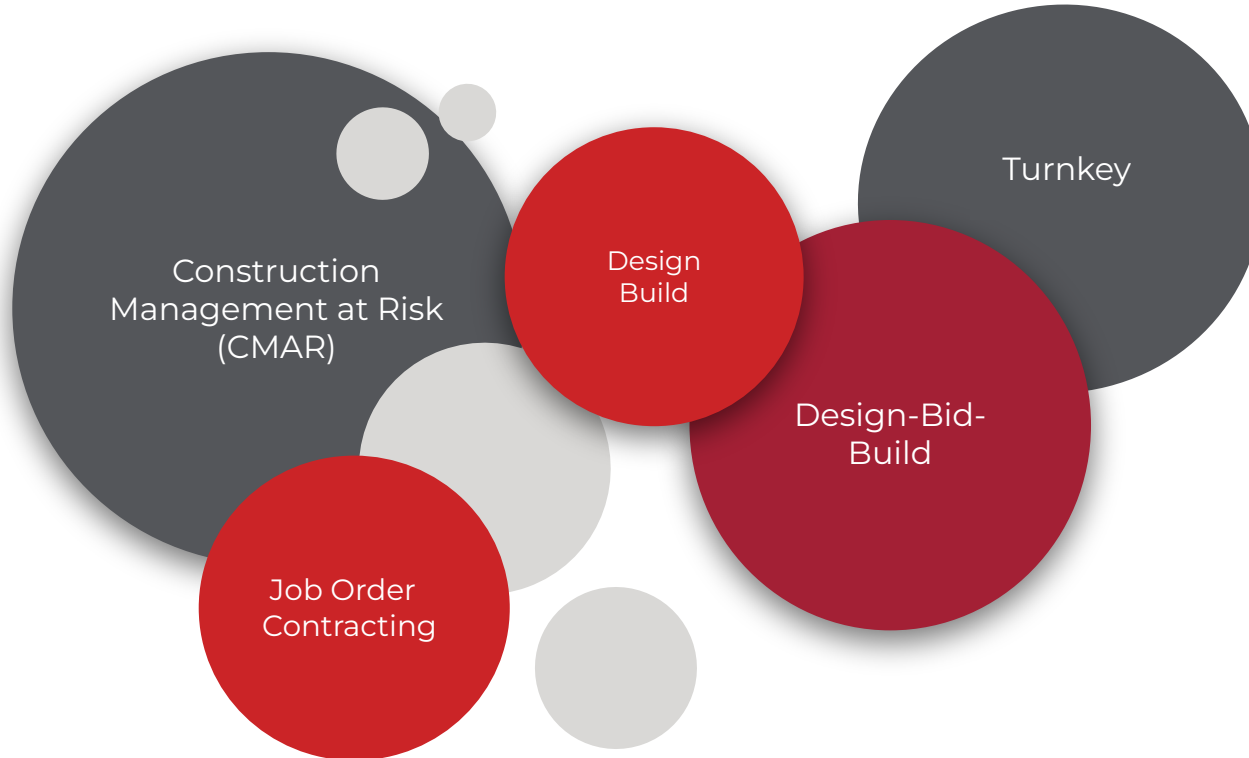 Construction
Management at Risk
(CMAR)
Design
Build
Turnkey
Design-Bid-
Build
Job Order
Contracting